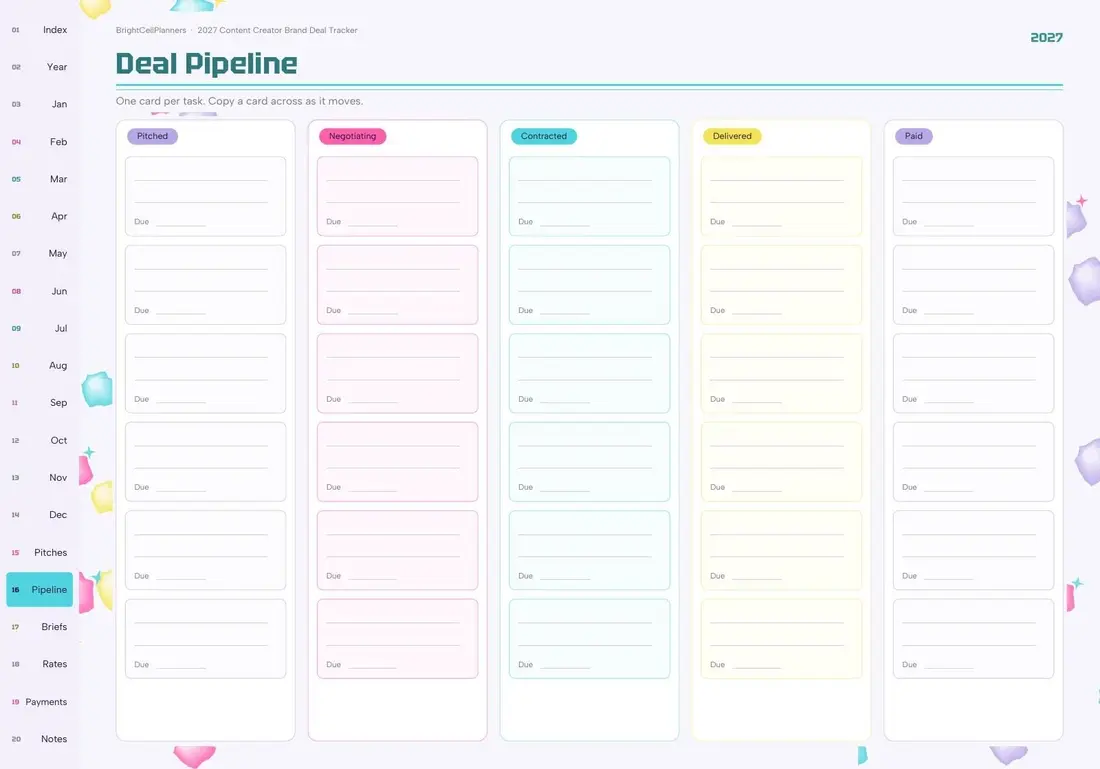 01 Index
02 Year
03 Jan
04 Feb
05 Mar
06 Apr
07 May
08 Jun
09 Jul
10 Aug
11 Sep
12 Oct
13 Nov
14 Dec
15 Pitches
16 Pipeline
17 Briefs
18 Rates
19 Payments
20 Notes
BrightCellPlanners · 2027 Content Creator Brand Deal Tracker
2027
Deal Pipeline
One card per task. Copy a card across as it moves.
Pitched Negotiating Contracted Delivered Paid
Due Due Due Due Due
Due Due Due Due Due
Due Due Due Due Due
Due Due Due Due Due
Due Due Due Due Due
Due Due Due Due Due